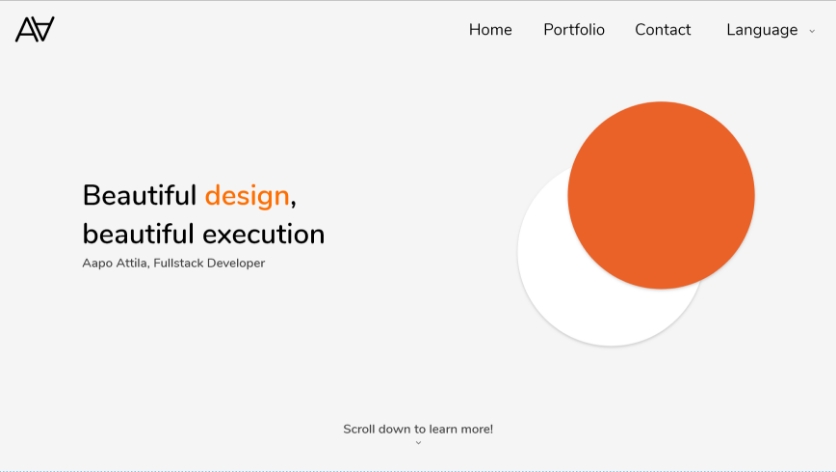 AA
Home Portfolio Contact Language
Beautiful design,
beautiful execution
Aapo Attila, Fullstack Developer
Scroll down to learn more!